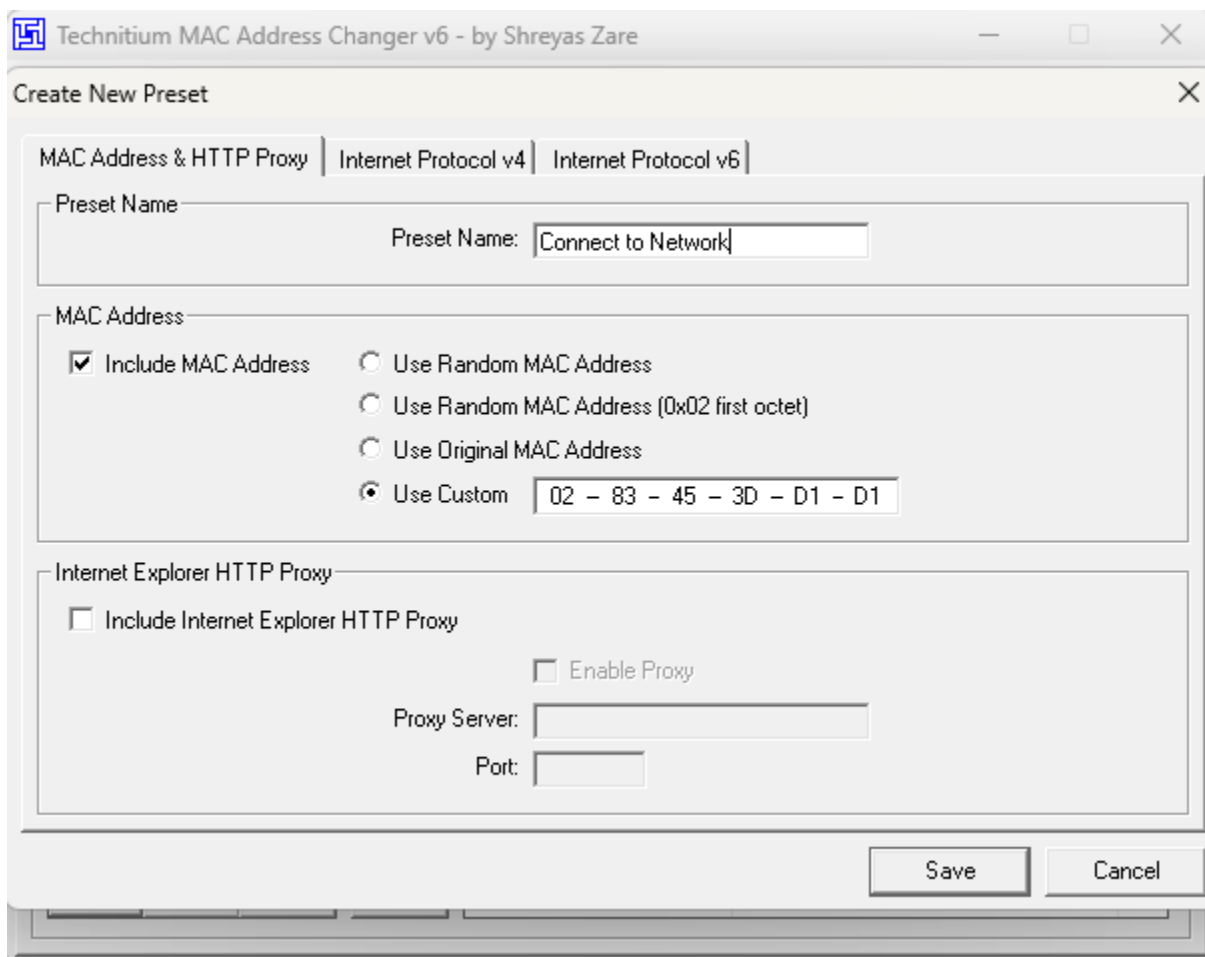 Technitium MAC Address Changer v6 - by Shreyas Zare
Create New Preset
MAC Address & HTTP Proxy Internet Protocol v4 Internet Protocol v6
Preset Name
Preset Name: Connect to Network
MAC Address
Include MAC Address Use Random MAC Address
Use Random MAC Address (0x02 first octet)
Use Original MAC Address
Use Custom 02 – 83 – 45 – 3D – D1 – D1
Internet Explorer HTTP Proxy
Include Internet Explorer HTTP Proxy
Enable Proxy
Proxy Server:
Port:
Save Cancel